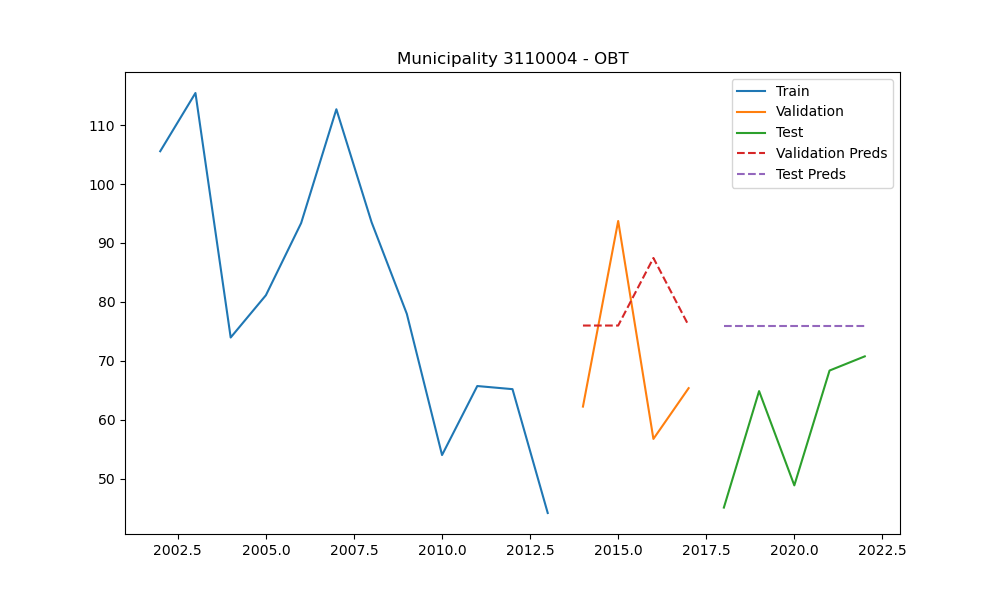 Municipality 3110004 - OBT
Train
Validation
Test
Validation Preds
Test Preds
110
100
90
80
70
60
50
2002.5 2005.0 2007.5 2010.0 2012.5 2015.0 2017.5 2020.0 2022.5